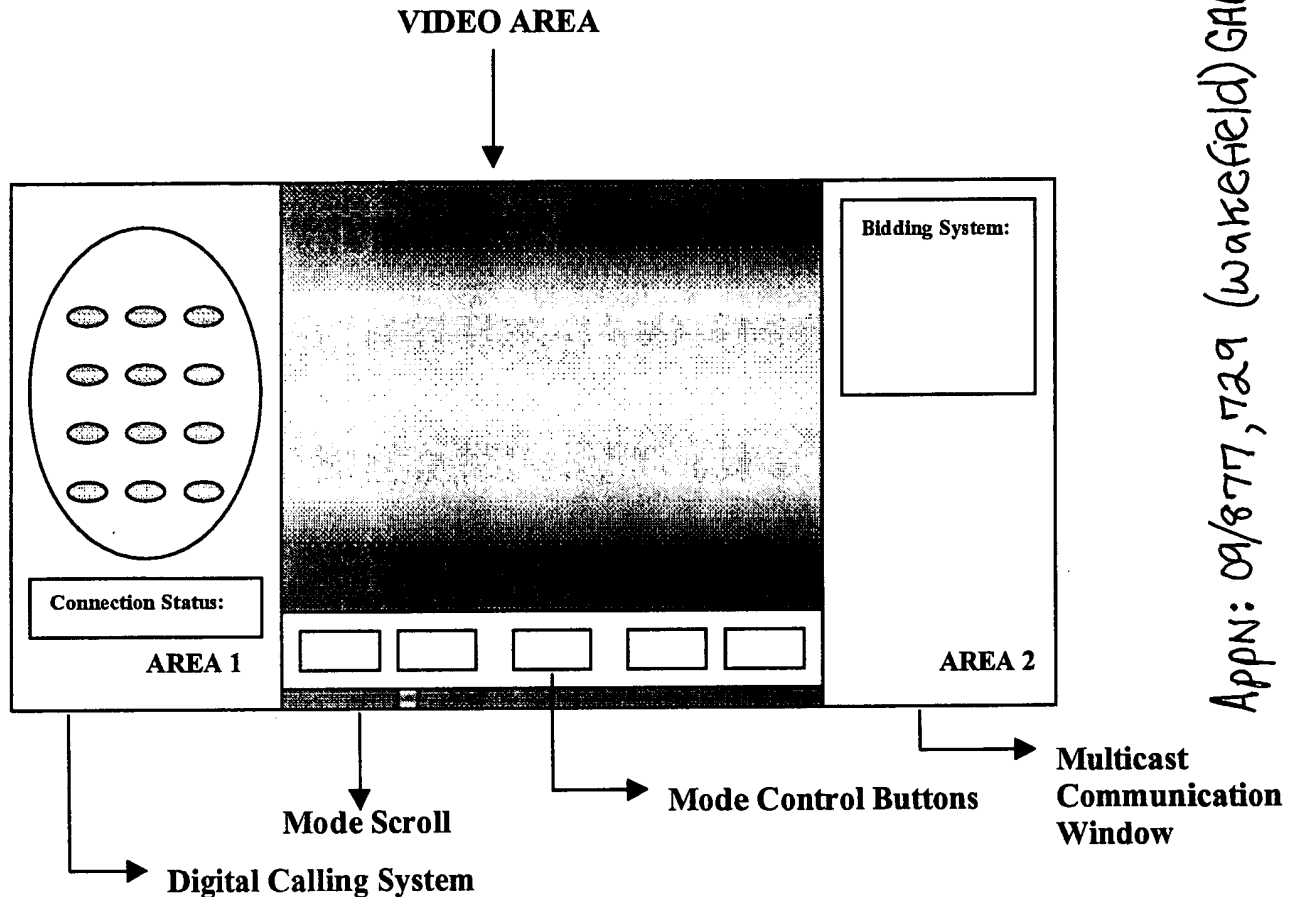 VIDEO AREA
Bidding System:
Connection Status:
AREA 1
AREA 2
Multicast
Communication
Window
Mode Control Buttons
Mode Scroll
Digital Calling System
AppN: 09/877,729 (Wakefield)